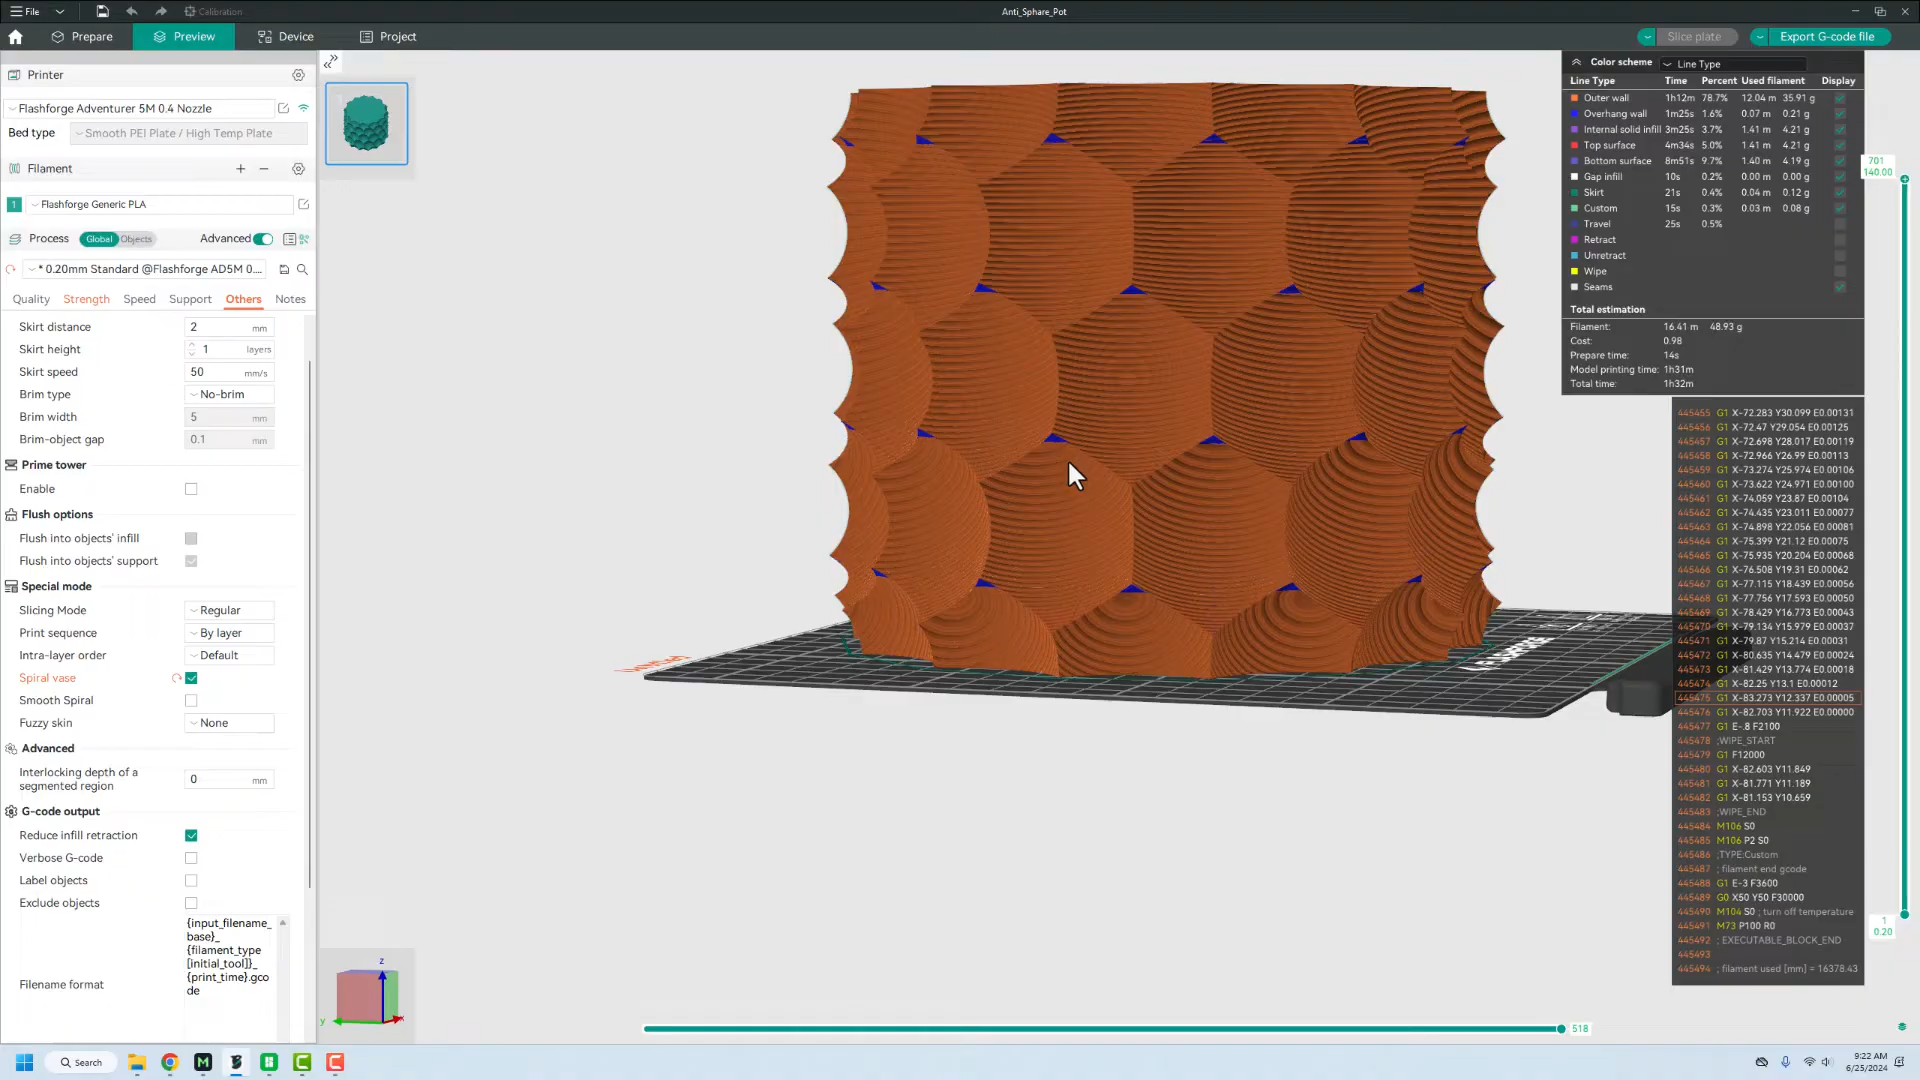 File
Calibration
Anti_Sphare_Pot
Prepare
Preview
Device
Project
Slice plate
Export G-code file
Printer
Flashforge Adventurer 5M 0.4 Nozzle
Bed type
Smooth PEI Plate / High Temp Plate
Filament
1
Flashforge Generic PLA
Process
Global
Objects
Advanced
* 0.20mm Standard @Flashforge AD5M 0....
Quality
Strength
Speed
Support
Others
Notes
Skirt distance
2
mm
Skirt height
1
layers
Skirt speed
50
mm/s
Brim type
No-brim
Brim width
5
mm
Brim-object gap
0.1
mm
Prime tower
Enable
Flush options
Flush into objects' infill
Flush into objects' support
Special mode
Slicing Mode
Regular
Print sequence
By layer
Intra-layer order
Default
Spiral vase
Smooth Spiral
Fuzzy skin
None
Advanced
Interlocking depth of a
segmented region
0
mm
G-code output
Reduce infill retraction
Verbose G-code
Label objects
Exclude objects
Filename format
{input_filename_
base}_
{filament_type
[initial_tool]}_
{print_time}.gco
de
z
y
x
Color scheme
Line Type
Line Type Time Percent Used filament Display
Outer wall 1h12m 78.7% 12.04 m 35.91 g
Overhang wall 1m25s 1.6% 0.07 m 0.21 g
Internal solid infill 3m25s 3.7% 1.41 m 4.21 g
Top surface 4m34s 5.0% 1.41 m 4.21 g
Bottom surface 8m51s 9.7% 1.40 m 4.19 g
Gap infill 10s 0.2% 0.00 m 0.00 g
Skirt 21s 0.4% 0.04 m 0.12 g
Custom 15s 0.3% 0.03 m 0.08 g
Travel 25s 0.5%
Retract
Unretract
Wipe
Seams
Total estimation
Filament: 16.41 m 48.93 g
Cost: 0.98
Prepare time: 14s
Model printing time: 1h31m
Total time: 1h32m
701
140.00
445455 G1 X-72.283 Y30.099 E0.00131
445456 G1 X-72.47 Y29.054 E0.00125
445457 G1 X-72.698 Y28.017 E0.00119
445458 G1 X-72.966 Y26.99 E0.00113
445459 G1 X-73.274 Y25.974 E0.00106
445460 G1 X-73.622 Y24.971 E0.00100
445461 G1 X-74.059 Y23.87 E0.00104
445462 G1 X-74.435 Y23.011 E0.00077
445463 G1 X-74.898 Y22.056 E0.00081
445464 G1 X-75.399 Y21.12 E0.00075
445465 G1 X-75.935 Y20.204 E0.00068
445466 G1 X-76.508 Y19.31 E0.00062
445467 G1 X-77.115 Y18.439 E0.00056
445468 G1 X-77.756 Y17.593 E0.00050
445469 G1 X-78.429 Y16.773 E0.00043
445470 G1 X-79.134 Y15.979 E0.00037
445471 G1 X-79.87 Y15.214 E0.00031
445472 G1 X-80.635 Y14.479 E0.00024
445473 G1 X-81.429 Y13.774 E0.00018
445474 G1 X-82.25 Y13.1 E0.00012
445475 G1 X-83.273 Y12.337 E0.00005
445476 G1 X-82.703 Y11.922 E0.00000
445477 G1 E-.8 F2100
445478 ;WIPE_START
445479 G1 F12000
445480 G1 X-82.603 Y11.849
445481 G1 X-81.771 Y11.189
445482 G1 X-81.153 Y10.659
445483 ;WIPE_END
445484 M106 S0
445485 M106 P2 S0
445486 ;TYPE:Custom
445487 ; filament end gcode
445488 G1 E-3 F3600
445489 G0 X50 Y50 F30000
445490 M104 S0 ; turn off temperature
445491 M73 P100 R0
445492 ; EXECUTABLE_BLOCK_END
445493
445494 ; filament used [mm] = 16378.43
1
0.20
518
Search
9:22 AM
6/25/2024